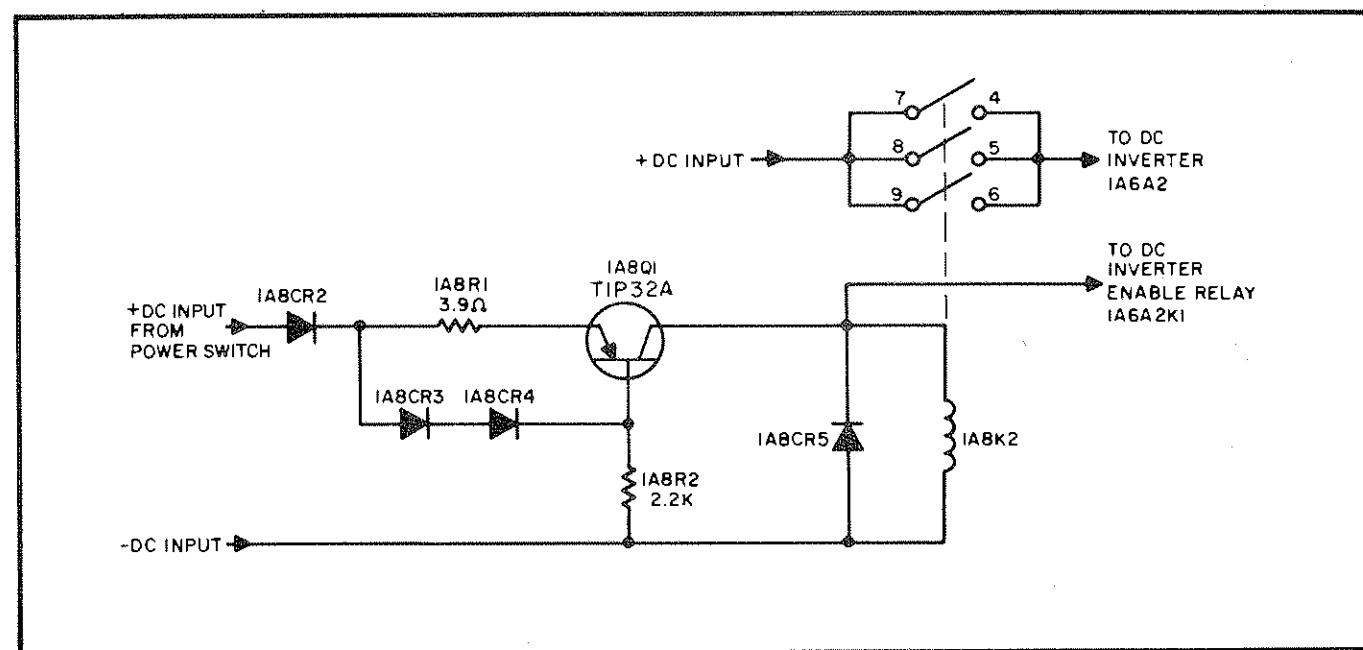 7
4
+ DC INPUT
8
5
TO DC
INVERTER
1A6A2
9
6
TO DC
INVERTER
ENABLE RELAY
1A6A2K1
1A8Q1
TIP32A
1A8R1
3.9Ω
1A8CR2
+DC INPUT
FROM
POWER SWITCH
1A8CR3
1A8CR4
1A8CR5
1A8K2
1A8R2
2.2K
-DC INPUT